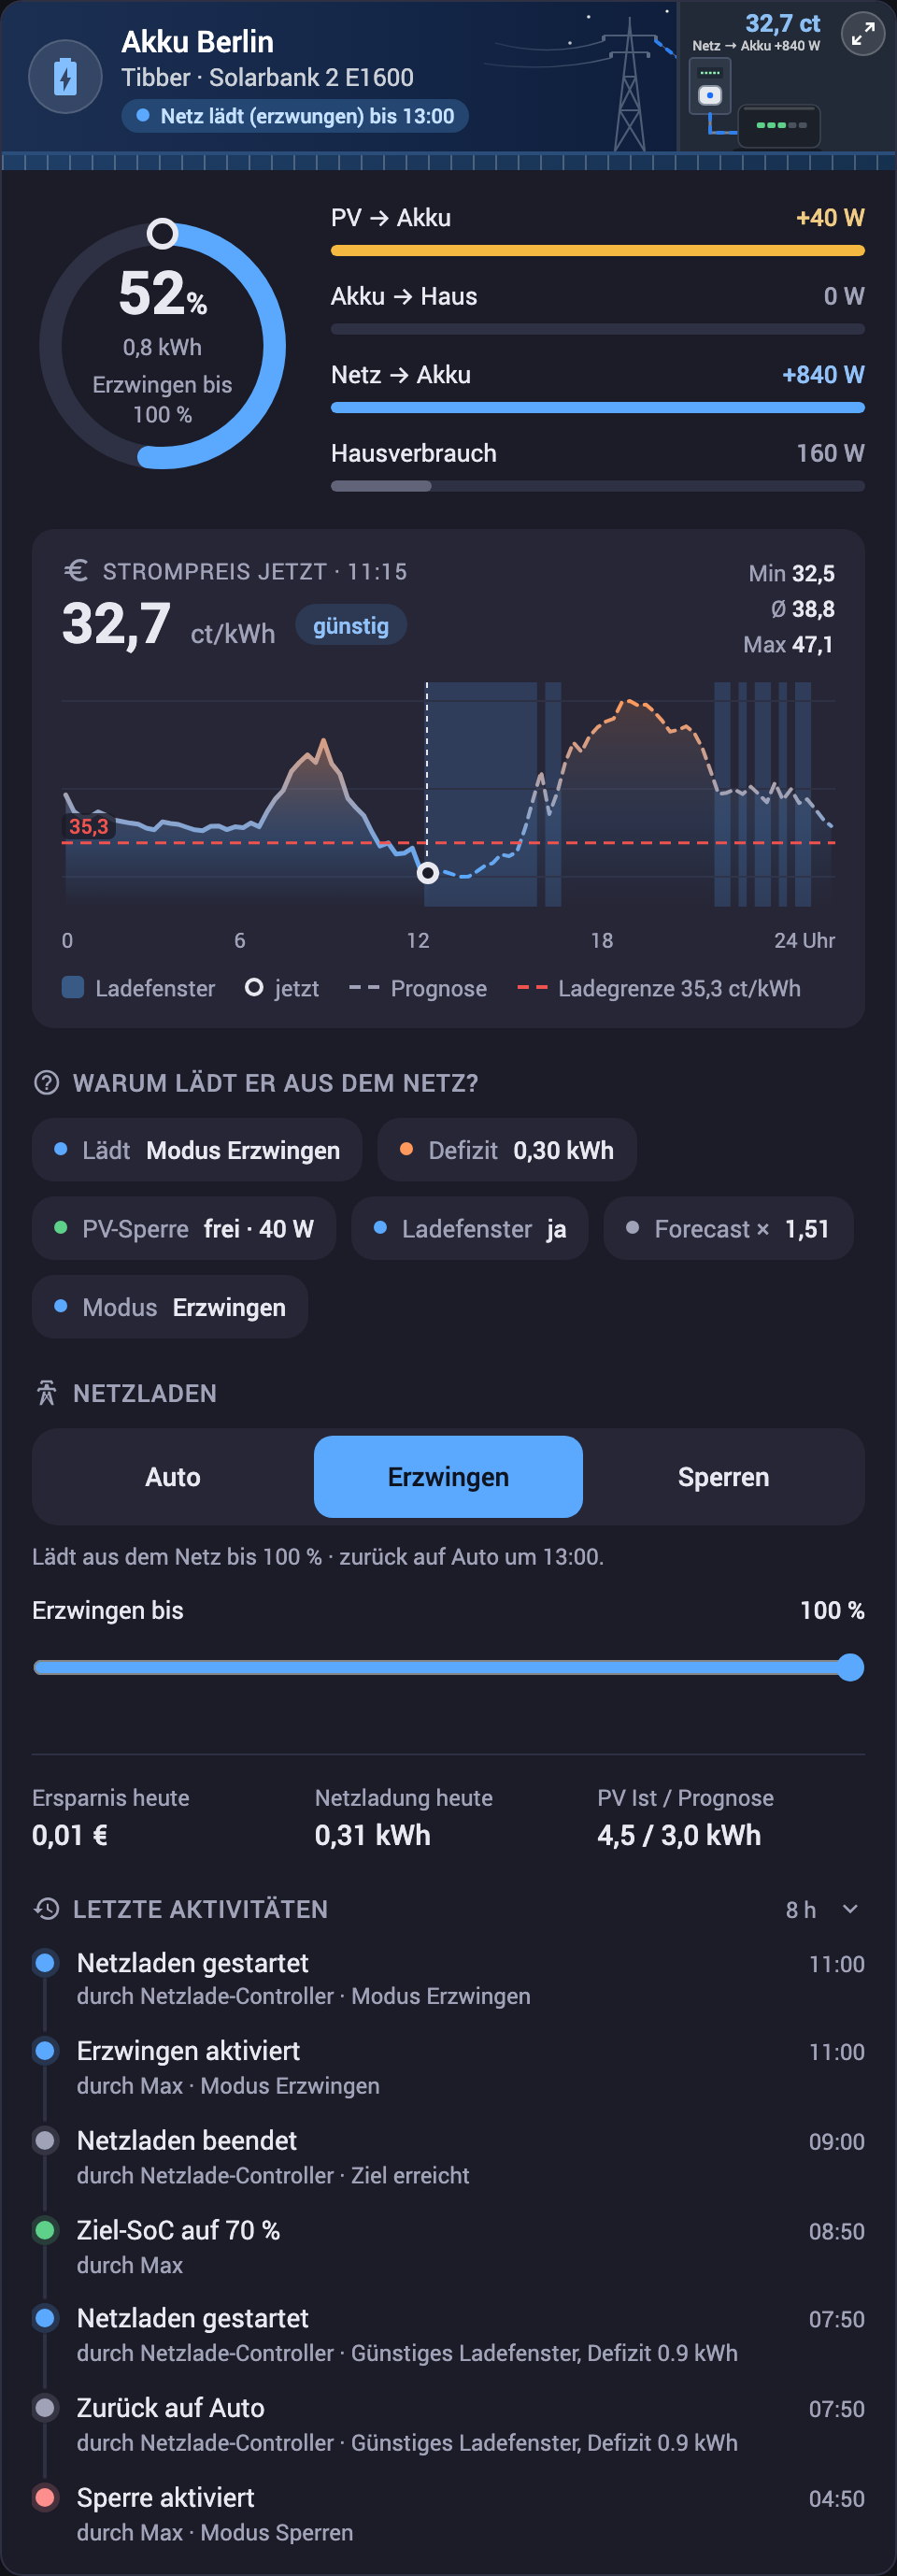 Akku Berlin
Tibber · Solarbank 2 E1600
Netz lädt (erzwungen) bis 13:00
32,7 ct
Netz → Akku +840 W
52%
0,8 kWh
Erzwingen bis
100 %
PV → Akku +40 W
Akku → Haus 0 W
Netz → Akku +840 W
Hausverbrauch 160 W
€ STROMPREIS JETZT · 11:15
32,7 ct/kWh günstig
Min 32,5
Ø 38,8
Max 47,1
35,3
0 6 12 18 24 Uhr
Ladefenster jetzt Prognose Ladegrenze 35,3 ct/kWh
WARUM LÄDT ER AUS DEM NETZ?
Lädt Modus Erzwingen Defizit 0,30 kWh
PV-Sperre frei · 40 W Ladefenster ja Forecast × 1,51
Modus Erzwingen
NETZLADEN
Auto Erzwingen Sperren
Lädt aus dem Netz bis 100 % · zurück auf Auto um 13:00.
Erzwingen bis 100 %
Ersparnis heute Netzladung heute PV Ist / Prognose
0,01 € 0,31 kWh 4,5 / 3,0 kWh
LETZTE AKTIVITÄTEN 8 h
Netzladen gestartet 11:00
durch Netzlade-Controller · Modus Erzwingen
Erzwingen aktiviert 11:00
durch Max · Modus Erzwingen
Netzladen beendet 09:00
durch Netzlade-Controller · Ziel erreicht
Ziel-SoC auf 70 % 08:50
durch Max
Netzladen gestartet 07:50
durch Netzlade-Controller · Günstiges Ladefenster, Defizit 0.9 kWh
Zurück auf Auto 07:50
durch Netzlade-Controller · Günstiges Ladefenster, Defizit 0.9 kWh
Sperre aktiviert 04:50
durch Max · Modus Sperren